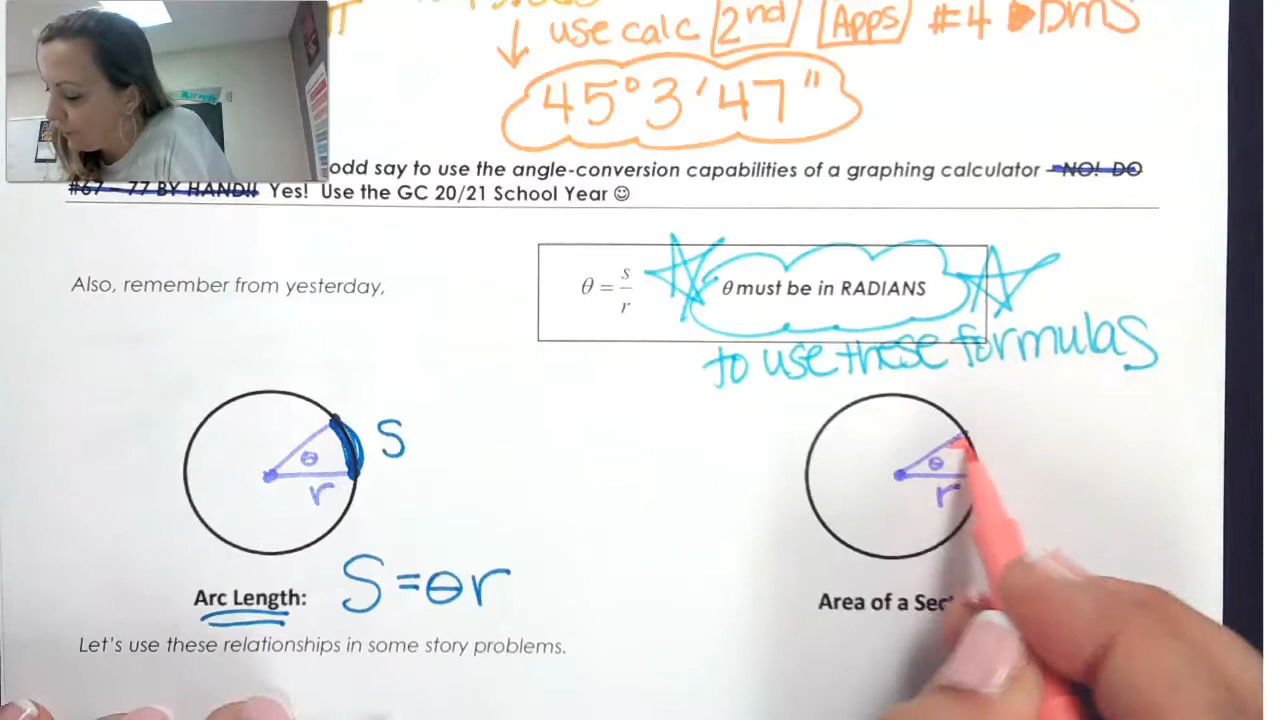 π
↓ use calc 2nd Apps #4 ▶DMS
45°3'47"
odd say to use the angle-conversion capabilities of a graphing calculator – NO! DO
#67 – 77 BY HAND!! Yes! Use the GC 20/21 School Year ☺
Also, remember from yesterday,
θ = s/r
θ must be in RADIANS
to use these formulas
S
θ
r
θ
r
Arc Length: S = θr
Area of a Sec
Let's use these relationships in some story problems.